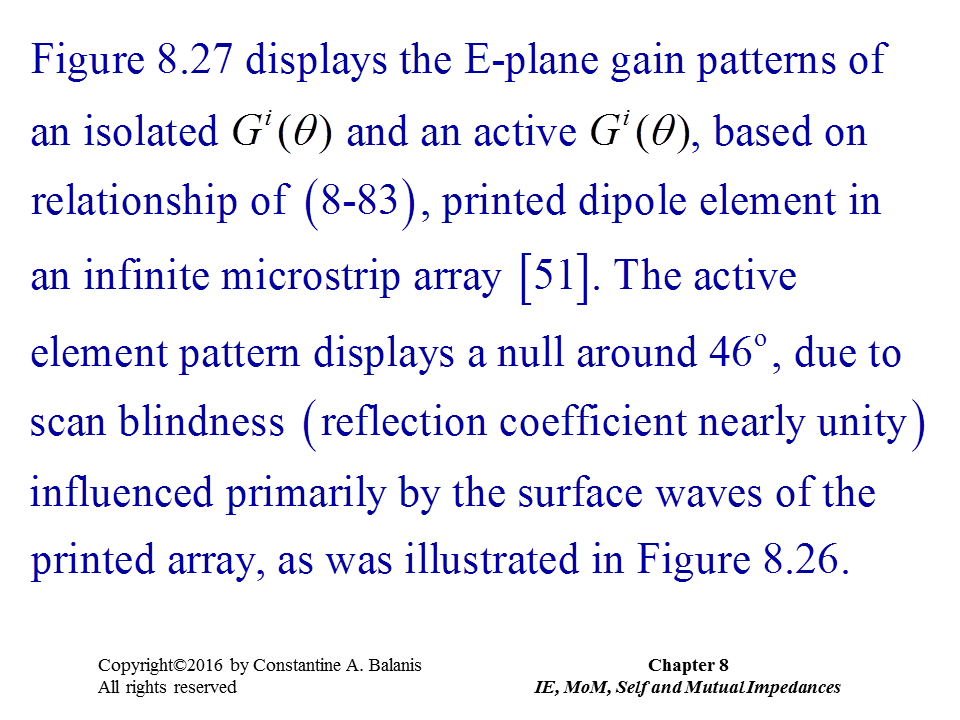 Figure 8.27 displays the E-plane gain patterns of
an isolated Gⁱ(θ) and an active Gⁱ(θ), based on
relationship of (8-83), printed dipole element in
an infinite microstrip array [51]. The active
element pattern displays a null around 46°, due to
scan blindness (reflection coefficient nearly unity)
influenced primarily by the surface waves of the
printed array, as was illustrated in Figure 8.26.
Copyright©2016 by Constantine A. Balanis
All rights reserved
Chapter 8
IE, MoM, Self and Mutual Impedances